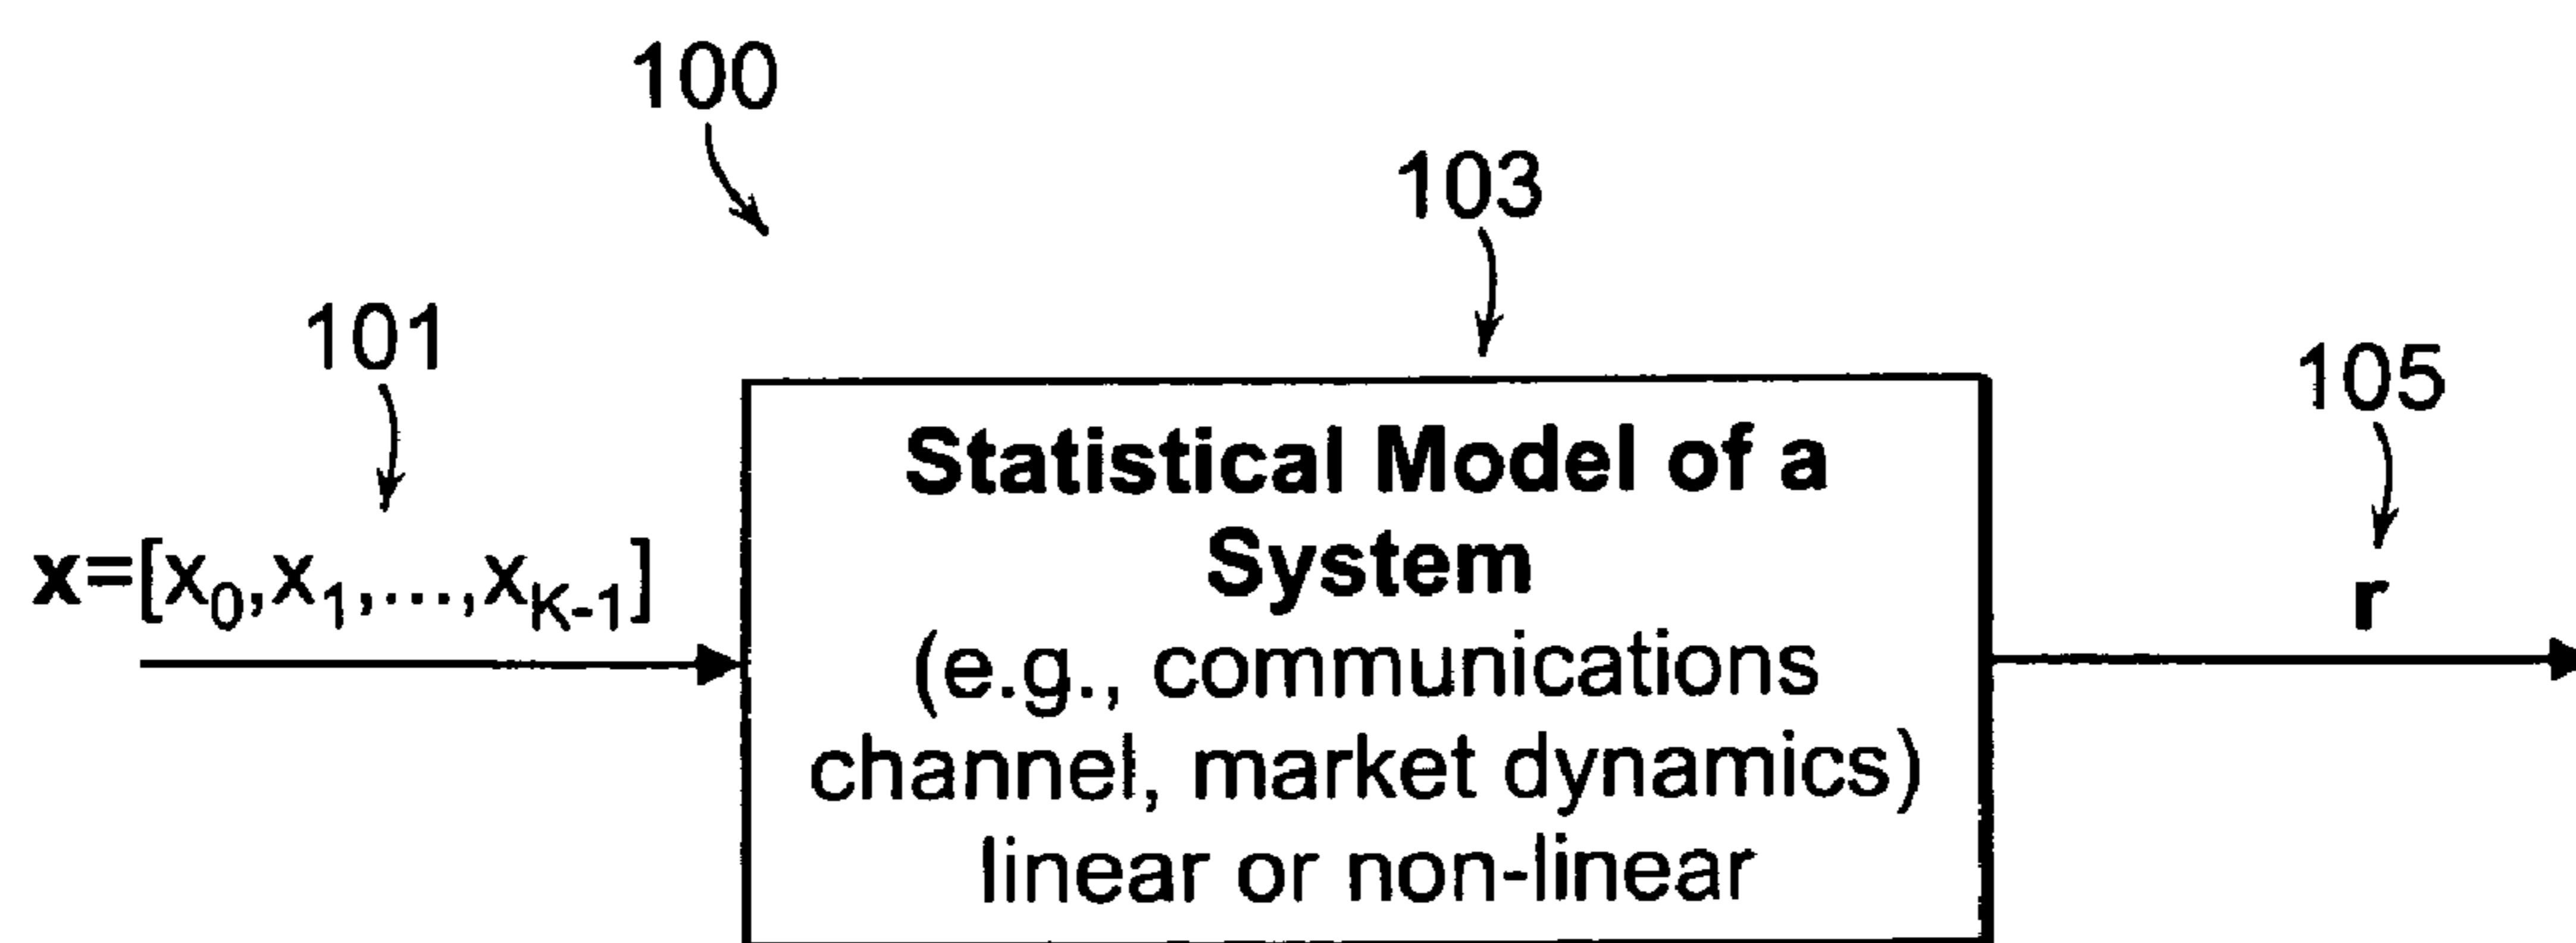 100
103
101
105
x=[x₀,x₁,...,x_K-1]
r
Statistical Model of a
System
(e.g., communications
channel, market dynamics)
linear or non-linear